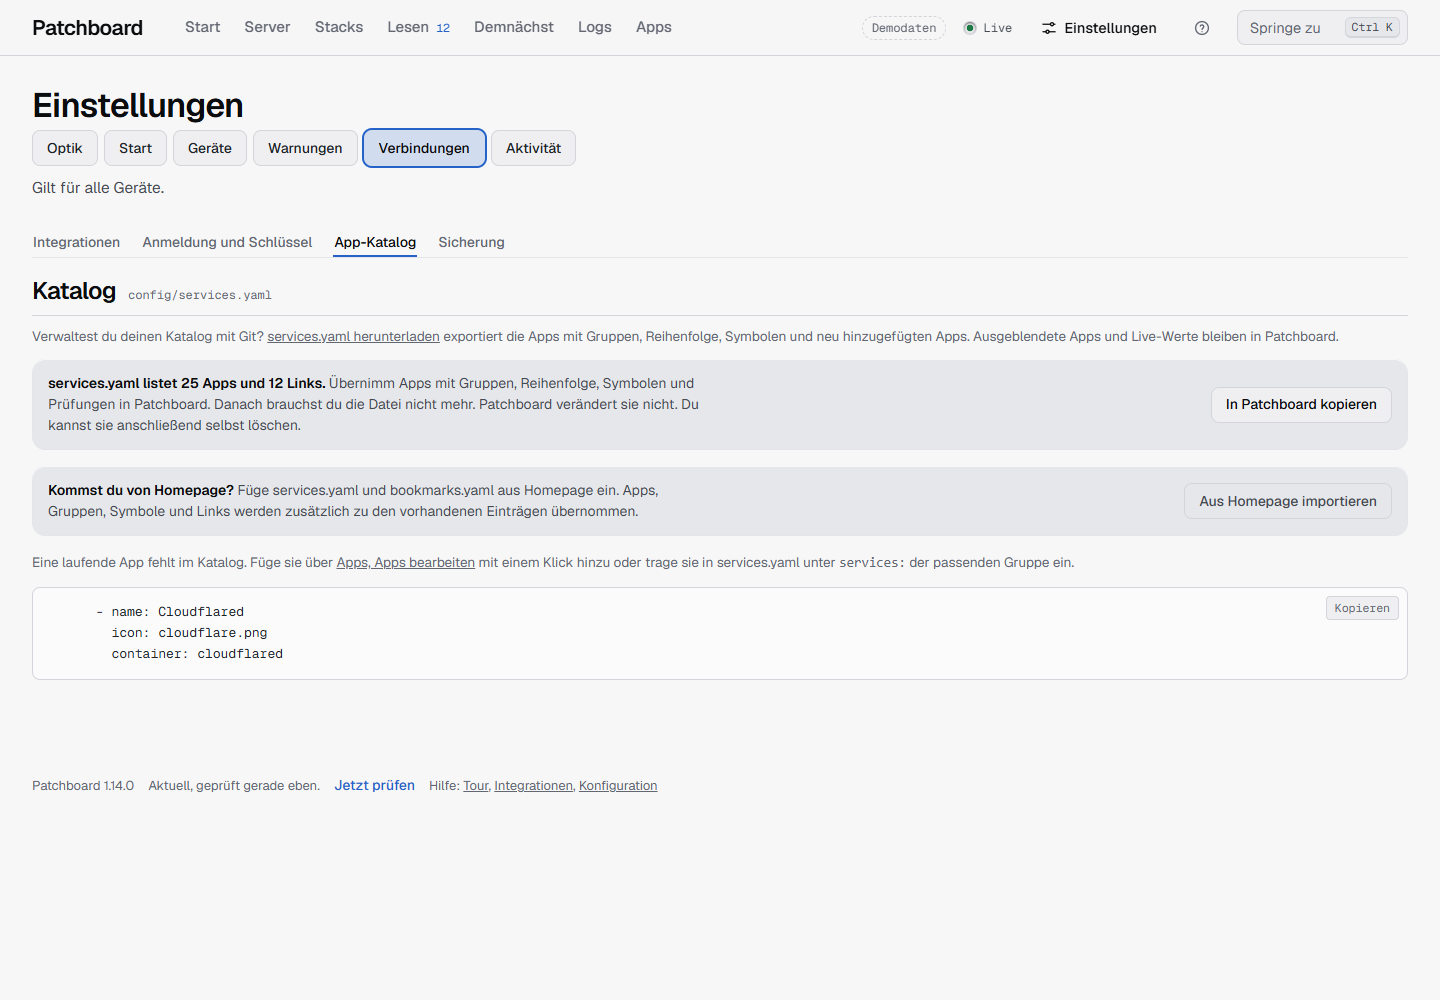 Patchboard
Start
Server
Stacks
Lesen 12
Demnächst
Logs
Apps
Demodaten
Live
Einstellungen
Springe zu
Ctrl K
Einstellungen
Optik
Start
Geräte
Warnungen
Verbindungen
Aktivität
Gilt für alle Geräte.
Integrationen
Anmeldung und Schlüssel
App-Katalog
Sicherung
Katalog config/services.yaml
Verwaltest du deinen Katalog mit Git? services.yaml herunterladen exportiert die Apps mit Gruppen, Reihenfolge, Symbolen und neu hinzugefügten Apps. Ausgeblendete Apps und Live-Werte bleiben in Patchboard.
services.yaml listet 25 Apps und 12 Links. Übernimm Apps mit Gruppen, Reihenfolge, Symbolen und
Prüfungen in Patchboard. Danach brauchst du die Datei nicht mehr. Patchboard verändert sie nicht. Du
kannst sie anschließend selbst löschen.
In Patchboard kopieren
Kommst du von Homepage? Füge services.yaml und bookmarks.yaml aus Homepage ein. Apps,
Gruppen, Symbole und Links werden zusätzlich zu den vorhandenen Einträgen übernommen.
Aus Homepage importieren
Eine laufende App fehlt im Katalog. Füge sie über Apps, Apps bearbeiten mit einem Klick hinzu oder trage sie in services.yaml unter services: der passenden Gruppe ein.
- name: Cloudflared
icon: cloudflare.png
container: cloudflared
Kopieren
Patchboard 1.14.0
Aktuell, geprüft gerade eben.
Jetzt prüfen
Hilfe: Tour, Integrationen, Konfiguration